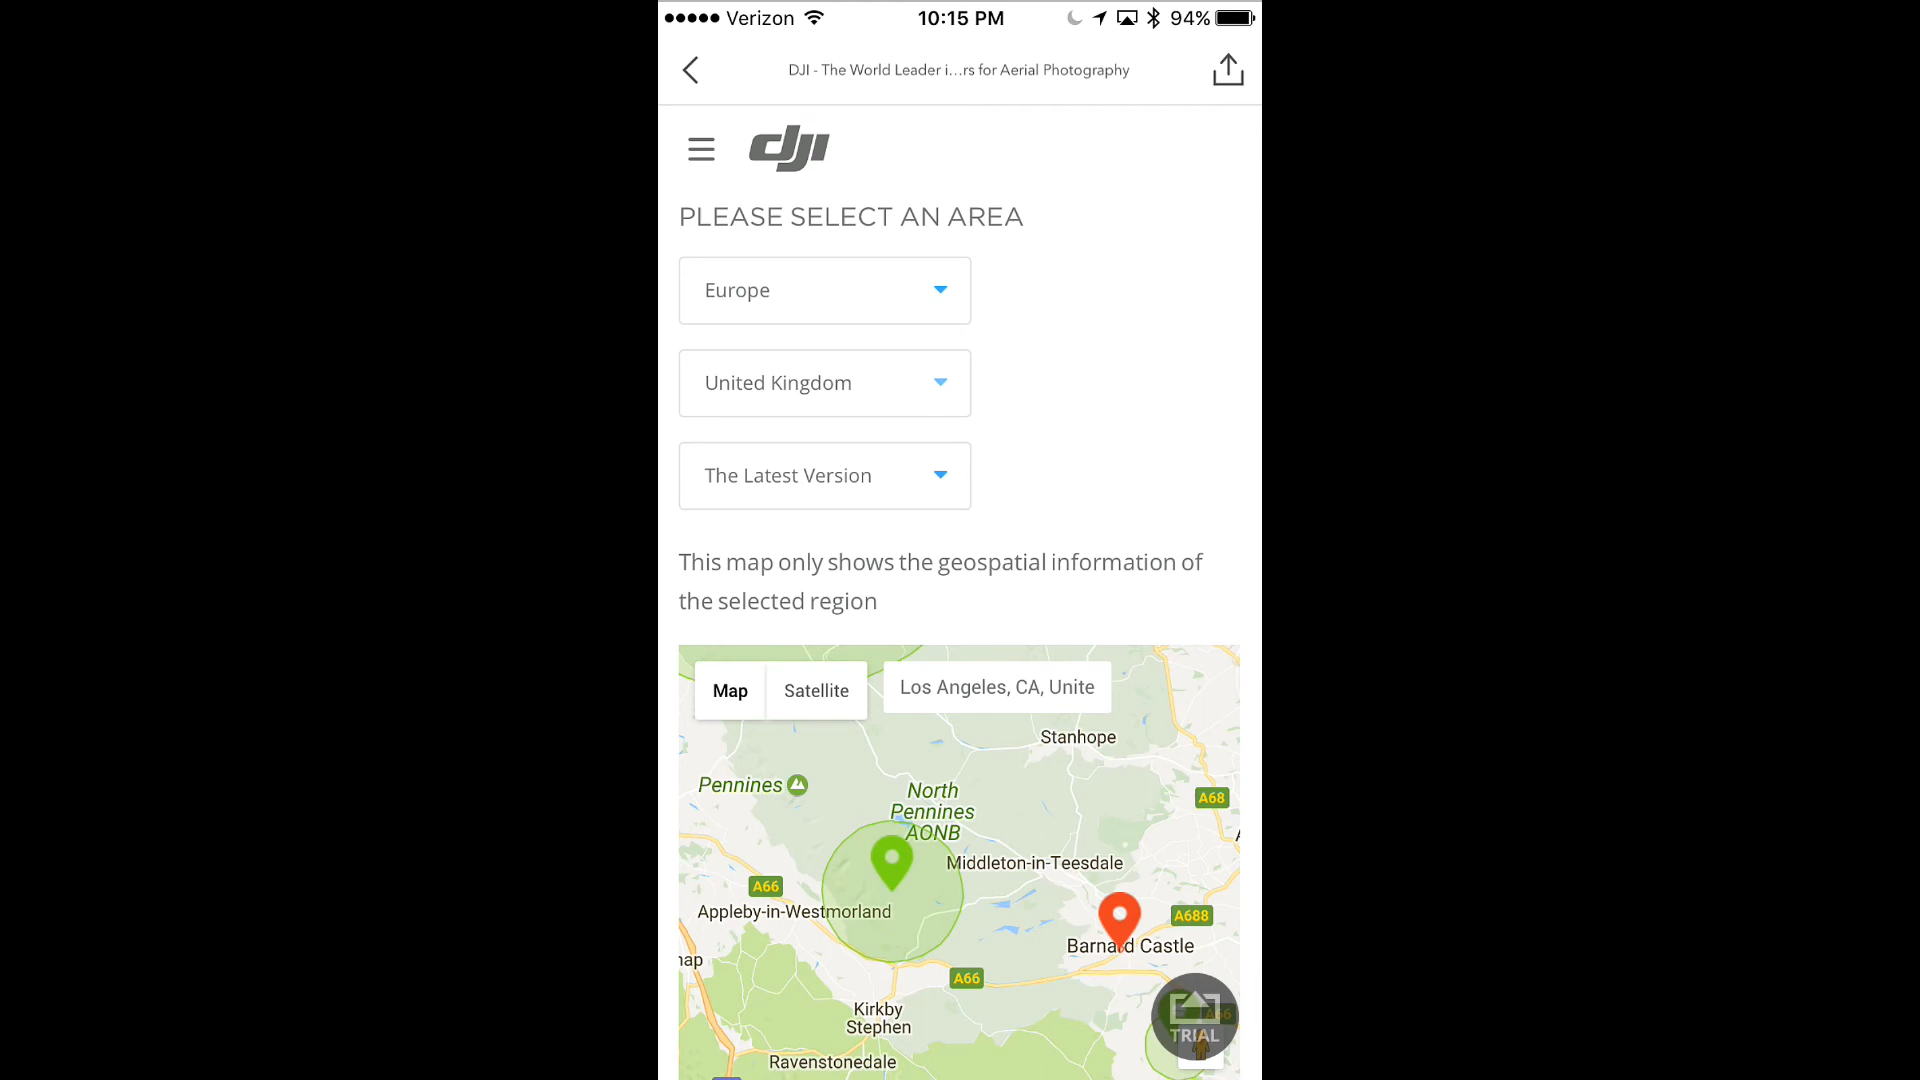 Verizon 10:15 PM 94%
DJI - The World Leader i...rs for Aerial Photography
dji
PLEASE SELECT AN AREA
Europe
United Kingdom
The Latest Version
This map only shows the geospatial information of
the selected region
Map Satellite Los Angeles, CA, Unite
Stanhope
Pennines
North
Pennines
AONB
A68
Middleton-in-Teesdale
A66
Appleby-in-Westmorland
A688
Barnard Castle
nap
A66
Kirkby
Stephen
A66
TRIAL
Ravenstonedale